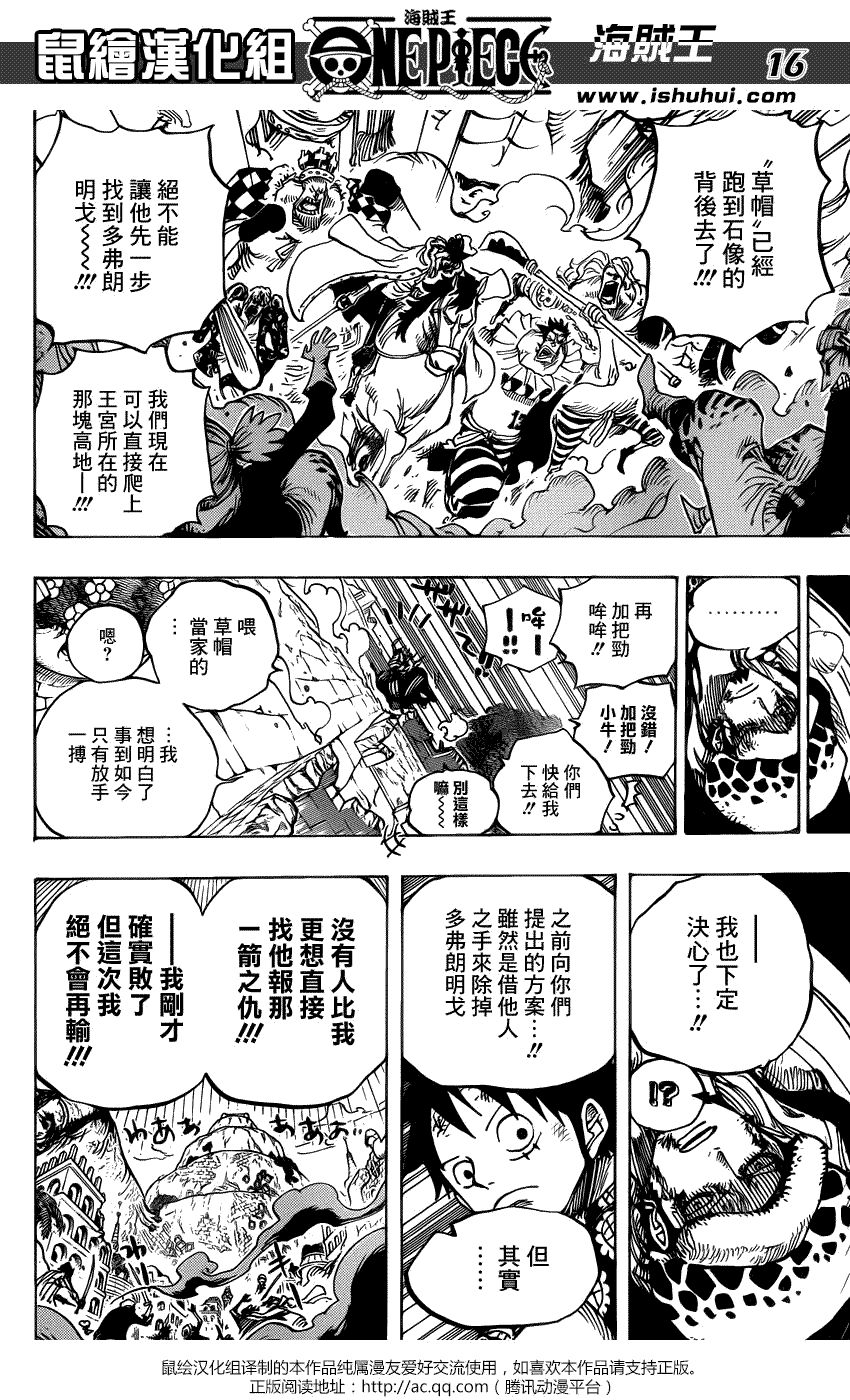 鼠繪漢化組
海賊王
ONE PIECE
海賊王
16
www.ishuhui.com
〝草帽〞已經
跑到石像的
背後去了!!!
絕不能
讓他先一步
找到多弗朗
明戈~~~!!!
我們現在
可以直接爬上
王宮所在的
那塊高地—!!!
12
…………
再
加把勁
哞哞!!
哞—
—!!
沒錯!
加把勁
小牛!
你們
快給我
下去!!
別這樣
嘛~~~
喂
草帽
當家的
…
嗯?
…我
想明白了
事到如今
只有放手
一搏
——
我也下定
決心了…!!
!?
之前向你們
提出的方案…!!
雖然是借他人
之手來除掉
多弗朗明戈
但
其實
……
沒有人比我
更想直接
找他報那
一箭之仇!!!
——我剛才
確實敗了
但這次我
絕不會再輸!!!
わああ
あああ
鼠绘汉化组译制的本作品纯属漫友爱好交流使用，如喜欢本作品请支持正版。
正版阅读地址：http://ac.qq.com（腾讯动漫平台）